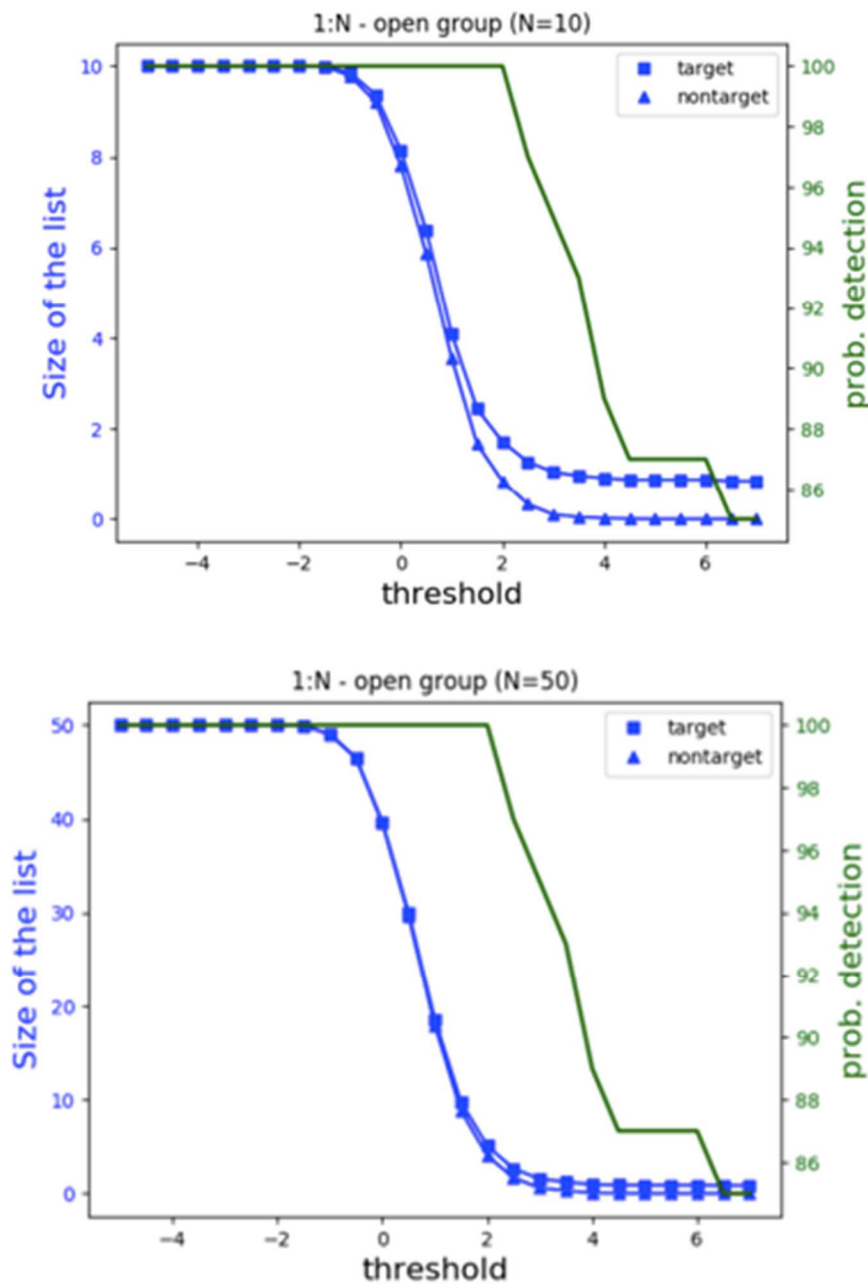 1:N - open group (N=10)
10
8
6
4
2
0
Size of the list
target
nontarget
100
98
96
94
92
90
88
86
prob. detection
−4 −2 0 2 4 6
threshold
1:N - open group (N=50)
50
40
30
20
10
0
Size of the list
target
nontarget
100
98
96
94
92
90
88
86
prob. detection
−4 −2 0 2 4 6
threshold